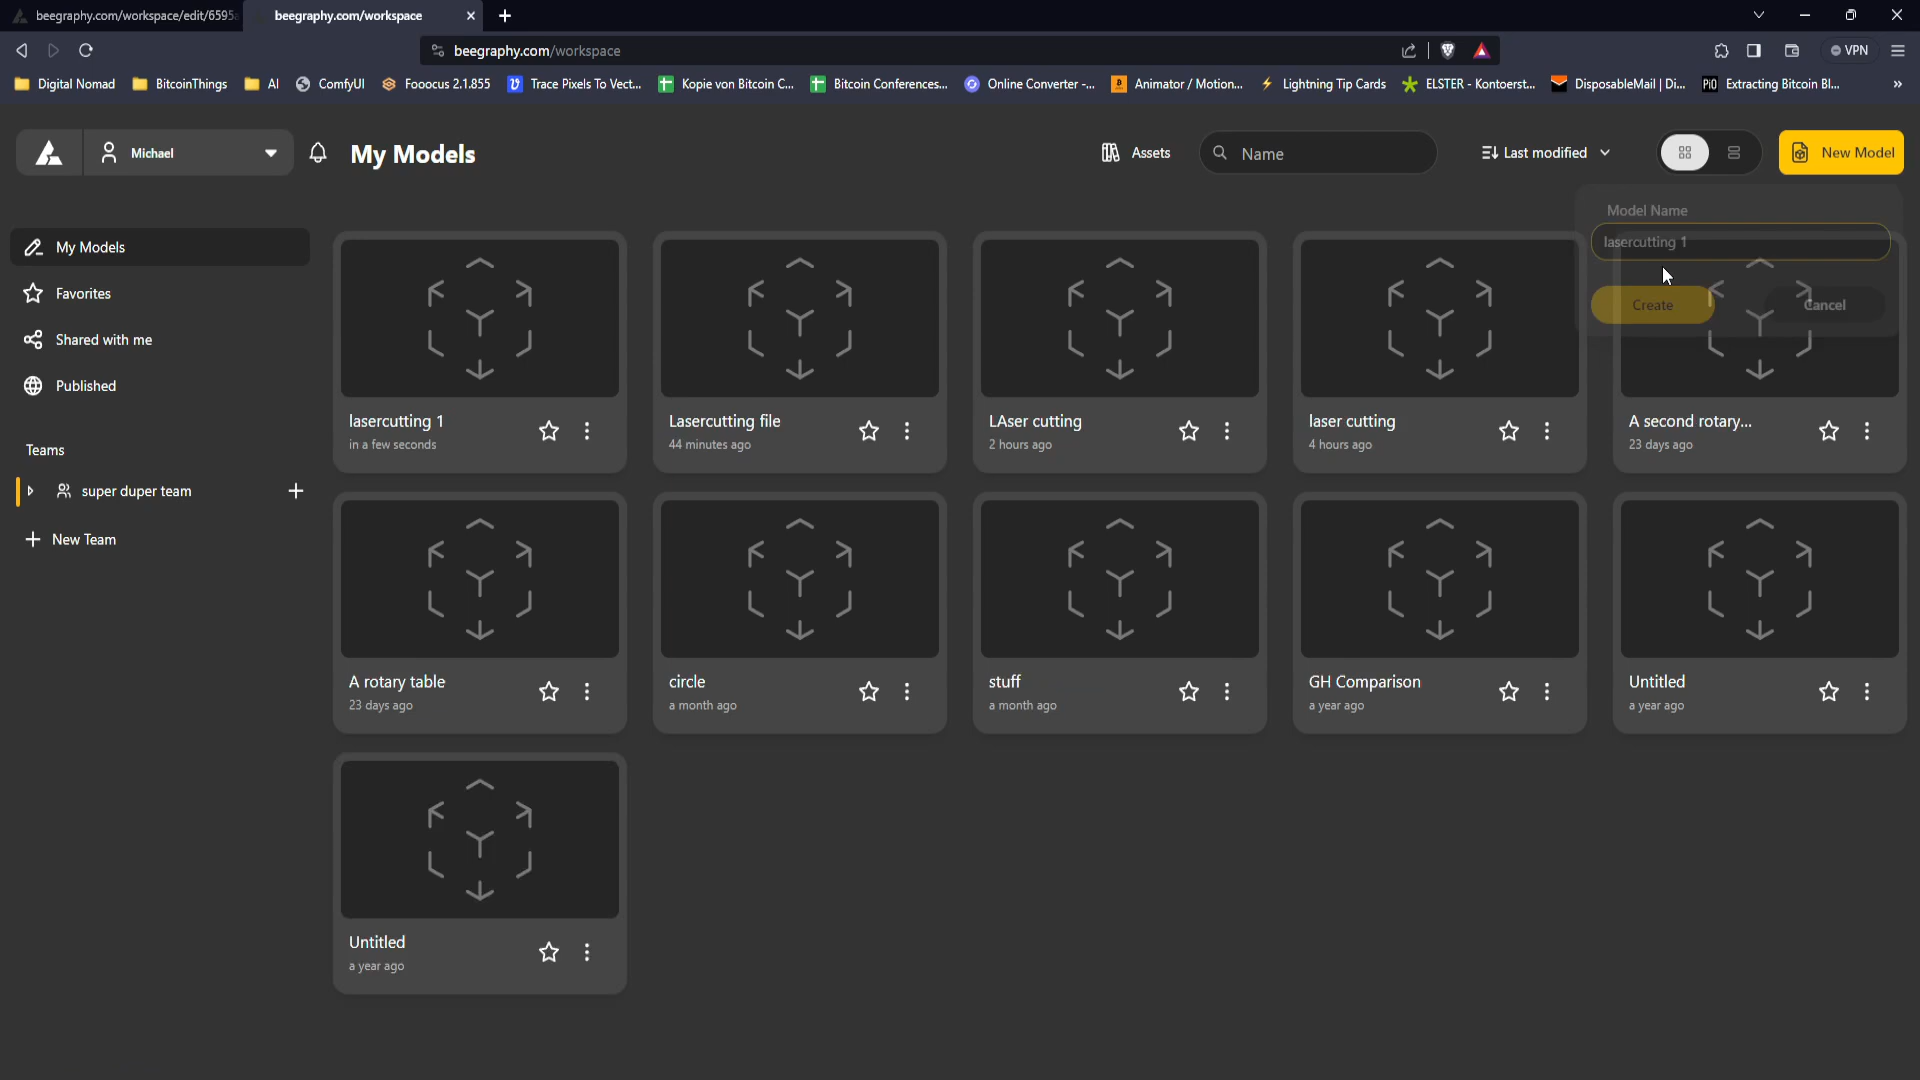 beegraphy.com/workspace/edit/6595
beegraphy.com/workspace
beegraphy.com/workspace
VPN
Digital Nomad
BitcoinThings
AI
ComfyUI
Fooocus 2.1.855
Trace Pixels To Vect...
Kopie von Bitcoin C...
Bitcoin Conferences...
Online Converter -...
Animator / Motion...
Lightning Tip Cards
ELSTER - Kontoerst...
DisposableMail | Di...
Extracting Bitcoin Bl...
Michael
My Models
Assets
Name
Last modified
New Model
Model Name
lasercutting 1
Create
Cancel
My Models
Favorites
Shared with me
Published
Teams
super duper team
New Team
lasercutting 1
in a few seconds
Lasercutting file
44 minutes ago
LAser cutting
2 hours ago
laser cutting
4 hours ago
A second rotary...
23 days ago
A rotary table
23 days ago
circle
a month ago
stuff
a month ago
GH Comparison
a year ago
Untitled
a year ago
Untitled
a year ago